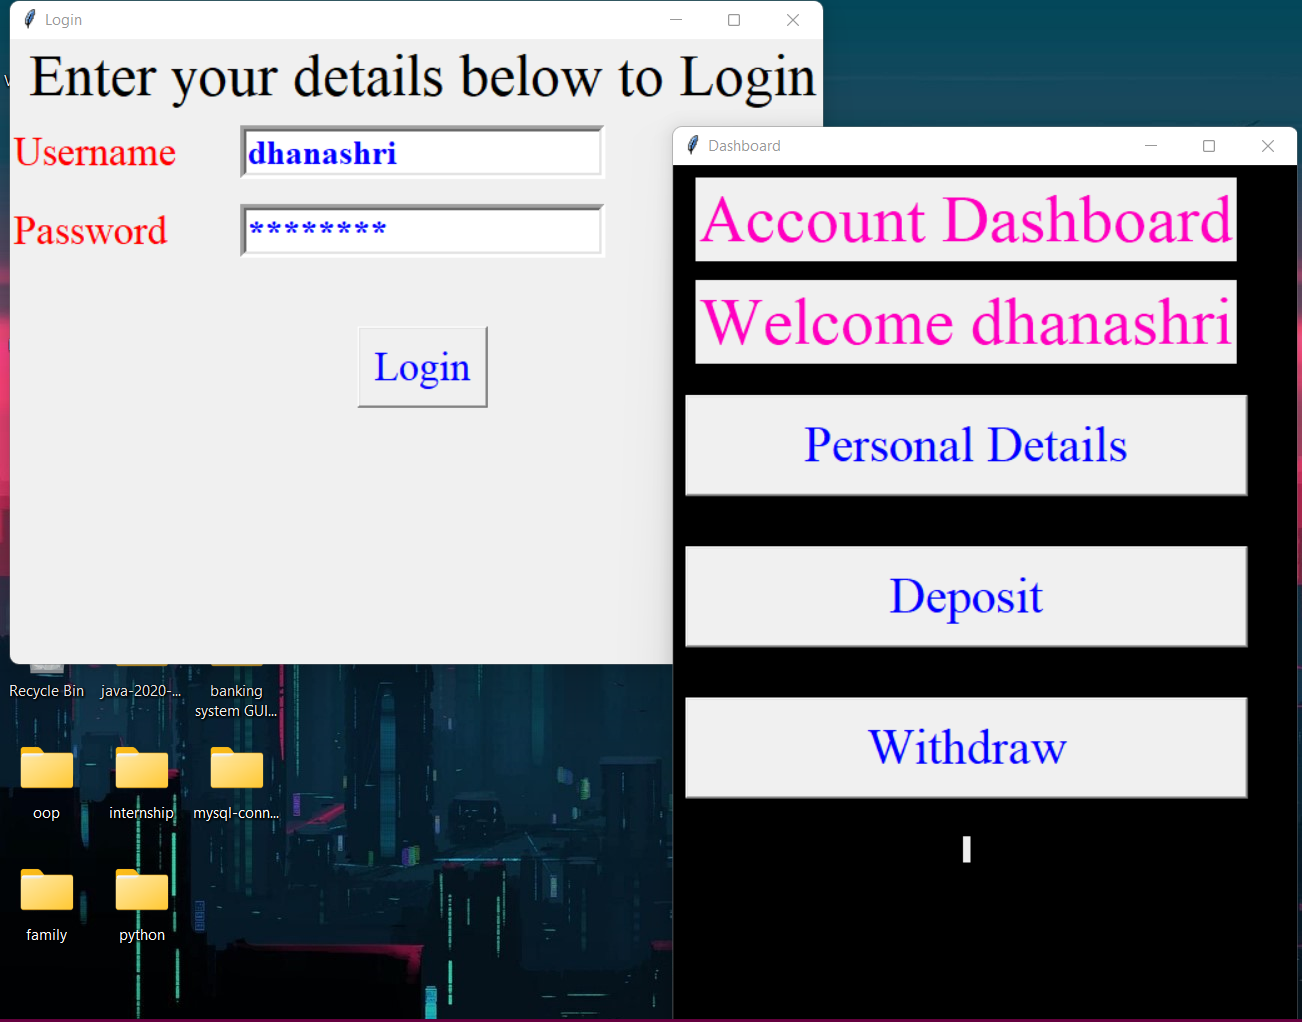 Login
Enter your details below to Login
Username
dhanashri
Password
********
Login
Dashboard
Account Dashboard
Welcome dhanashri
Personal Details
Deposit
Withdraw
Recycle Bin
java-2020-...
banking
system GUI...
oop
internship
mysql-conn...
family
python